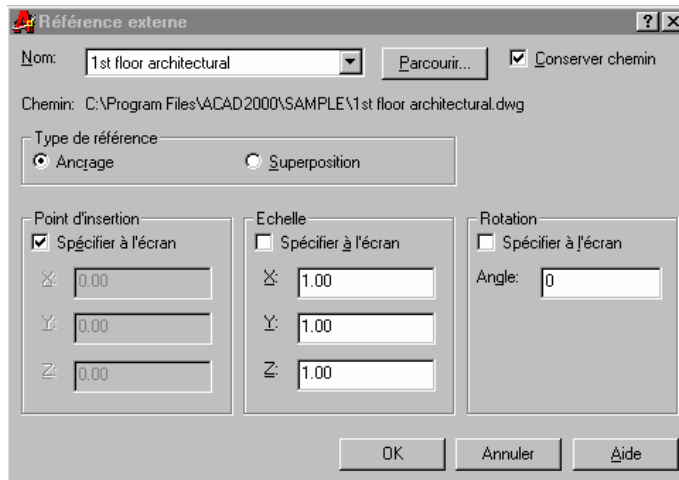 Référence externe
Nom: 1st floor architectural Parcourir... Conserver chemin
Chemin: C:\Program Files\ACAD2000\SAMPLE\1st floor architectural.dwg
Type de référence
Ancrage Superposition
Point d'insertion Echelle Rotation
Spécifier à l'écran Spécifier à l'écran Spécifier à l'écran
X: 0.00 X: 1.00 Angle: 0
Y: 0.00 Y: 1.00
Z: 0.00 Z: 1.00
OK Annuler Aide